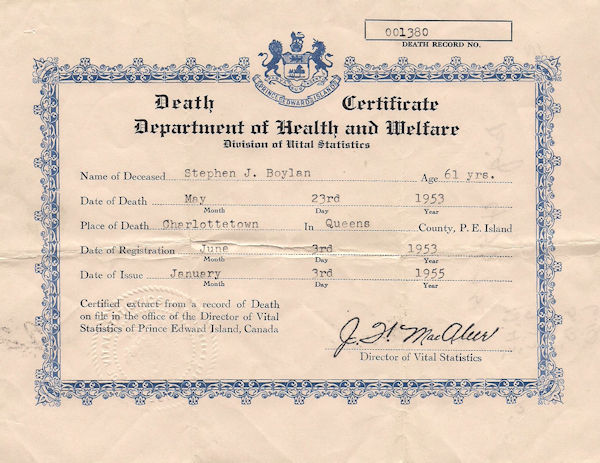 001380
DEATH RECORD NO.
PRINCE EDWARD ISLAND
Death Certificate
Department of Health and Welfare
Division of Vital Statistics
Name of Deceased Stephen J. Boylan Age 61 yrs.
Date of Death May 23rd 1953
Month Day Year
Place of Death Charlottetown In Queens County, P. E. Island
Date of Registration June 3rd 1953
Month Day Year
Date of Issue January 3rd 1955
Month Day Year
Certified extract from a record of Death
on file in the office of the Director of Vital
Statistics of Prince Edward Island, Canada
Director of Vital Statistics